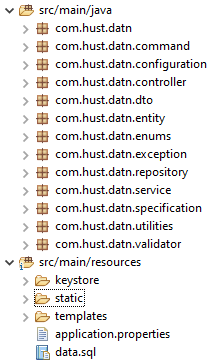 src/main/java
com.hust.datn
com.hust.datn.command
com.hust.datn.configuration
com.hust.datn.controller
com.hust.datn.dto
com.hust.datn.entity
com.hust.datn.enums
com.hust.datn.exception
com.hust.datn.repository
com.hust.datn.service
com.hust.datn.specification
com.hust.datn.utilities
com.hust.datn.validator
src/main/resources
keystore
static
templates
application.properties
data.sql